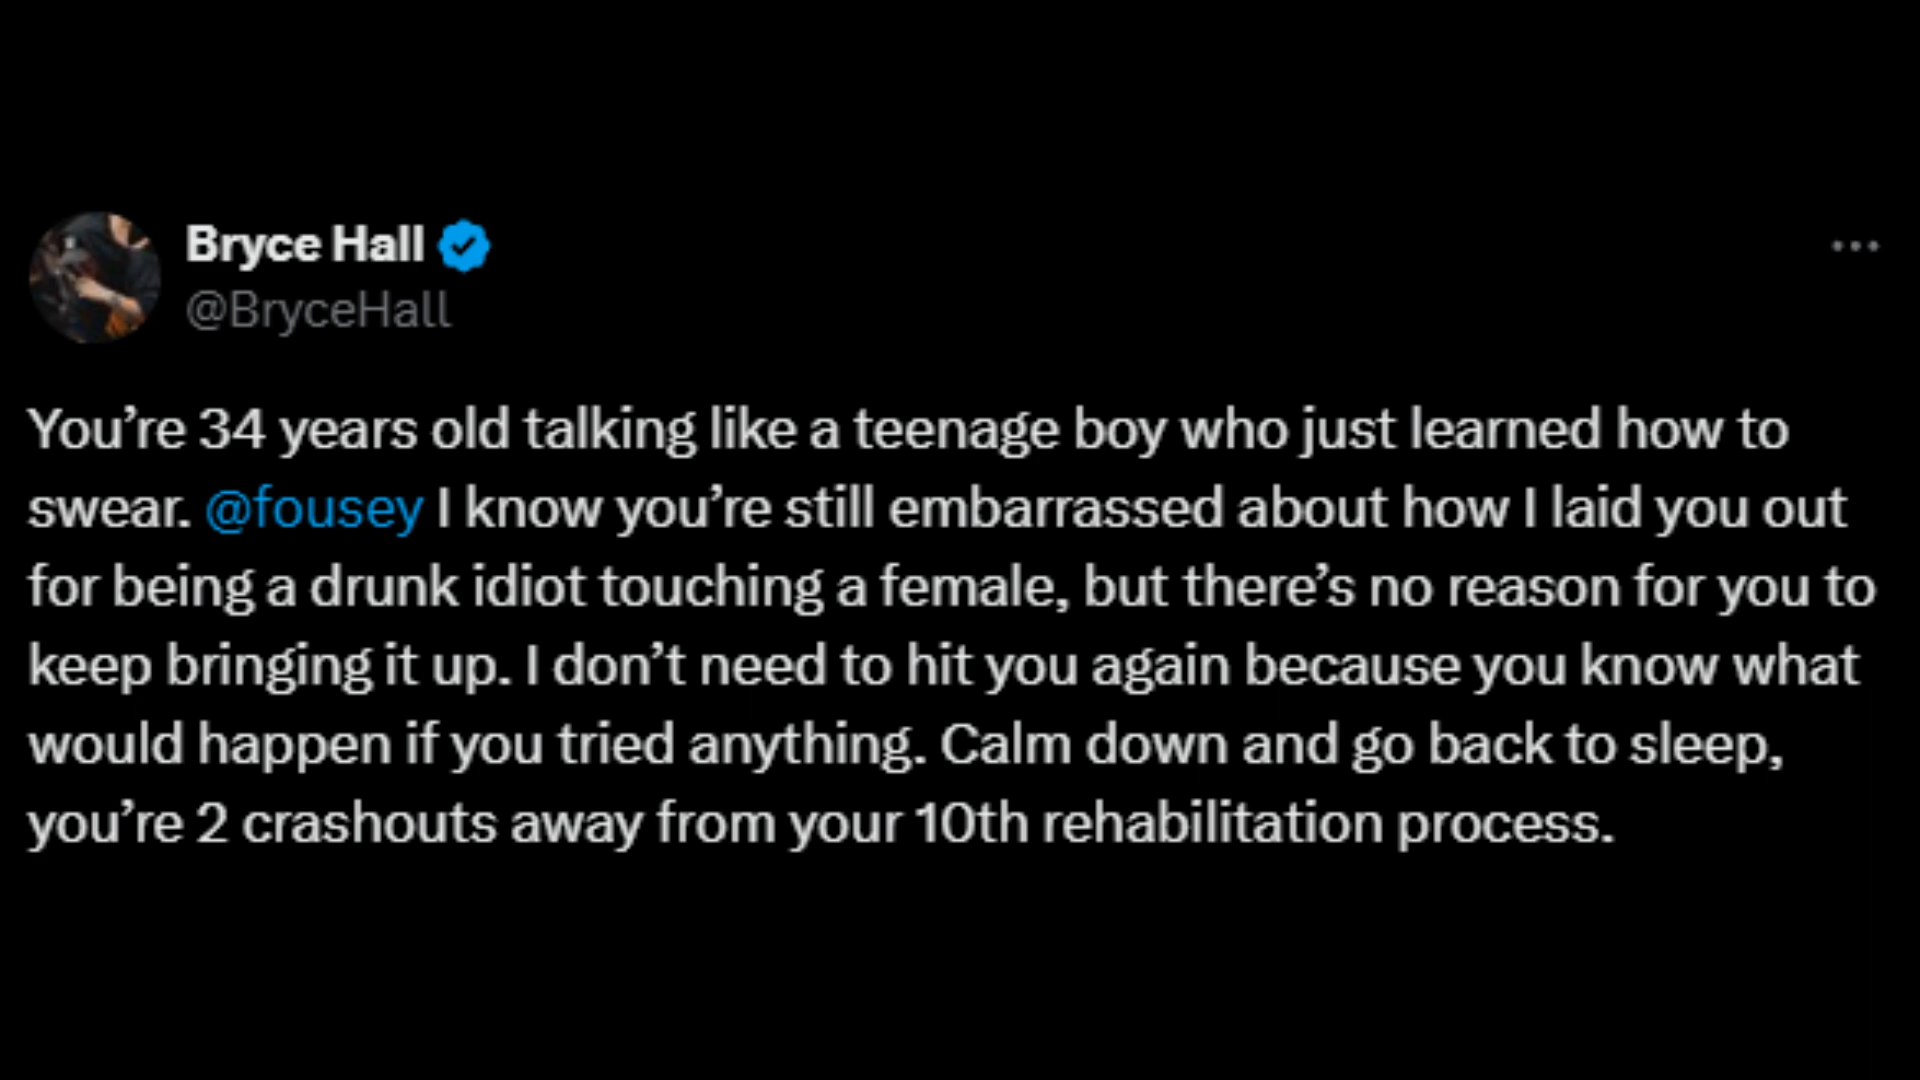 Bryce Hall
@BryceHall
You’re 34 years old talking like a teenage boy who just learned how to
swear. @fousey I know you’re still embarrassed about how I laid you out
for being a drunk idiot touching a female, but there’s no reason for you to
keep bringing it up. I don’t need to hit you again because you know what
would happen if you tried anything. Calm down and go back to sleep,
you’re 2 crashouts away from your 10th rehabilitation process.